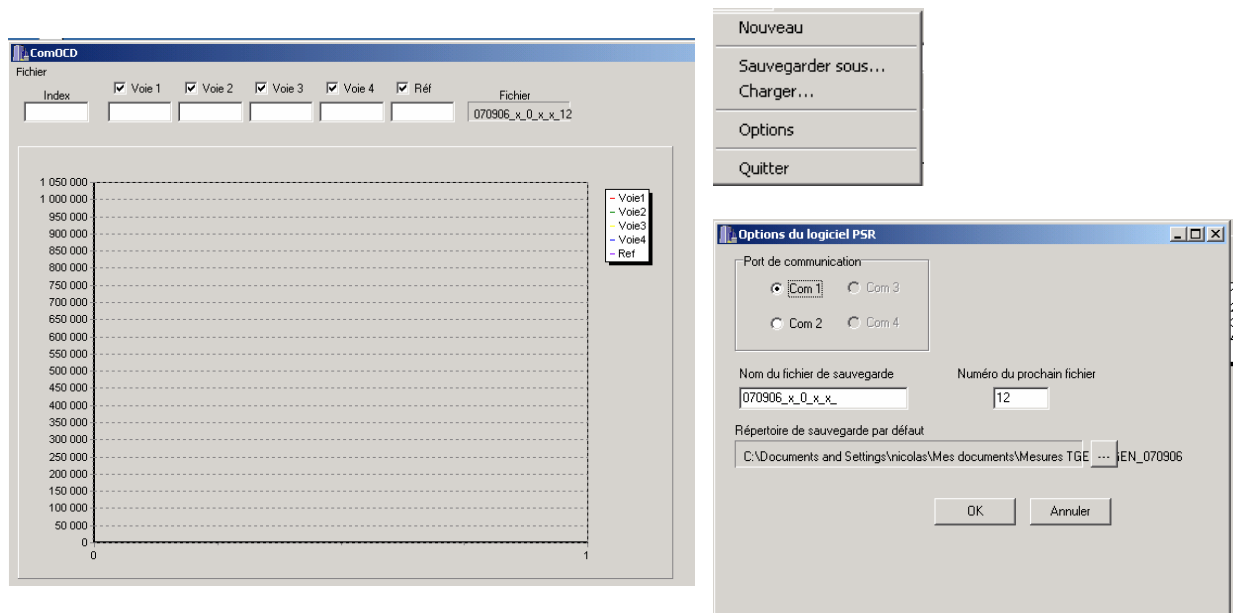 ComOCD
Fichier
Index
Voie 1
Voie 2
Voie 3
Voie 4
Réf
Fichier
070906_x_0_x_x_12
1 050 000
1 000 000
950 000
900 000
850 000
800 000
750 000
700 000
650 000
600 000
550 000
500 000
450 000
400 000
350 000
300 000
250 000
200 000
150 000
100 000
50 000
0
0
1
Voie1
Voie2
Voie3
Voie4
Ref
Nouveau
Sauvegarder sous...
Charger...
Options
Quitter
Options du logiciel PSR
Port de communication
Com 1
Com 3
Com 2
Com 4
Nom du fichier de sauvegarde
Numéro du prochain fichier
070906_x_0_x_x_
12
Répertoire de sauvegarde par défaut
C:\Documents and Settings\nicolas\Mes documents\Mesures TGE ... EN_070906
OK
Annuler